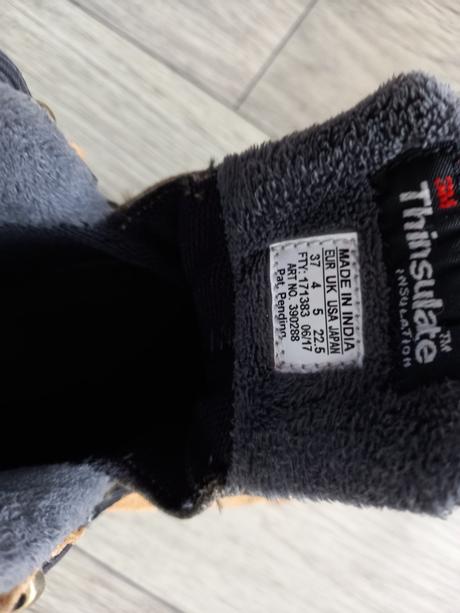 MADE IN INDIA
EUR UK USA JAPAN
37 4 5 22.5
FTY: 171383 06/17
ART NO. 390288
Pat. Pending.
3M
Thinsulate™
INSULATION